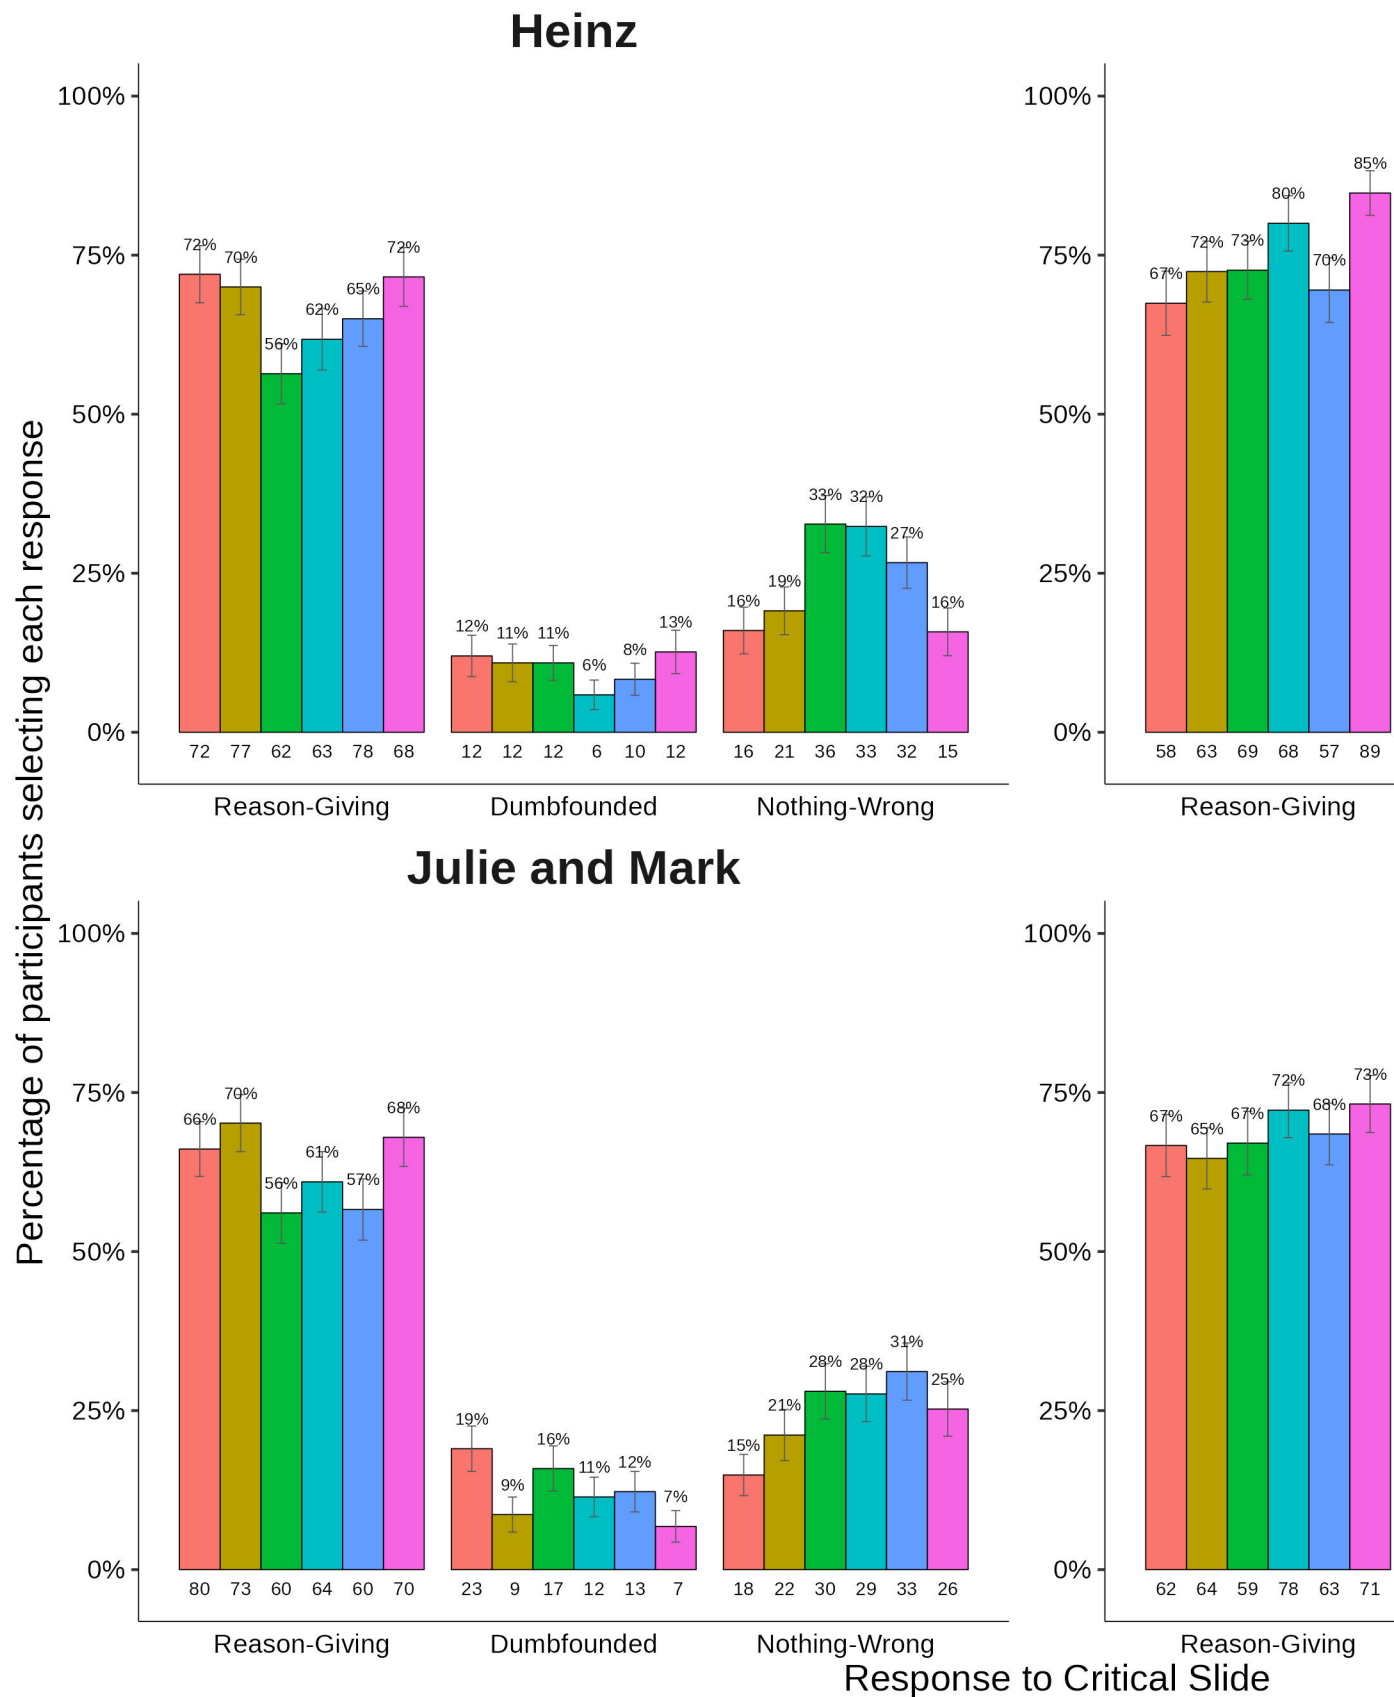 Heinz
100%
75%
50%
25%
0%
72% 70% 56% 62% 65% 72%
12% 11% 11% 6% 8% 13%
16% 19% 33% 32% 27% 16%
72 77 62 63 78 68
12 12 12 6 10 12
16 21 36 33 32 15
Reason-Giving Dumbfounded Nothing-Wrong
100%
75%
50%
25%
0%
67% 72% 73% 80% 70% 85%
58 63 69 68 57 89
Reason-Giving
Percentage of participants selecting each response
Julie and Mark
100%
75%
50%
25%
0%
66% 70% 56% 61% 57% 68%
19% 9% 16% 11% 12% 7%
15% 21% 28% 28% 31% 25%
80 73 60 64 60 70
23 9 17 12 13 7
18 22 30 29 33 26
Reason-Giving Dumbfounded Nothing-Wrong
100%
75%
50%
25%
0%
67% 65% 67% 72% 68% 73%
62 64 59 78 63 71
Reason-Giving
Response to Critical Slide